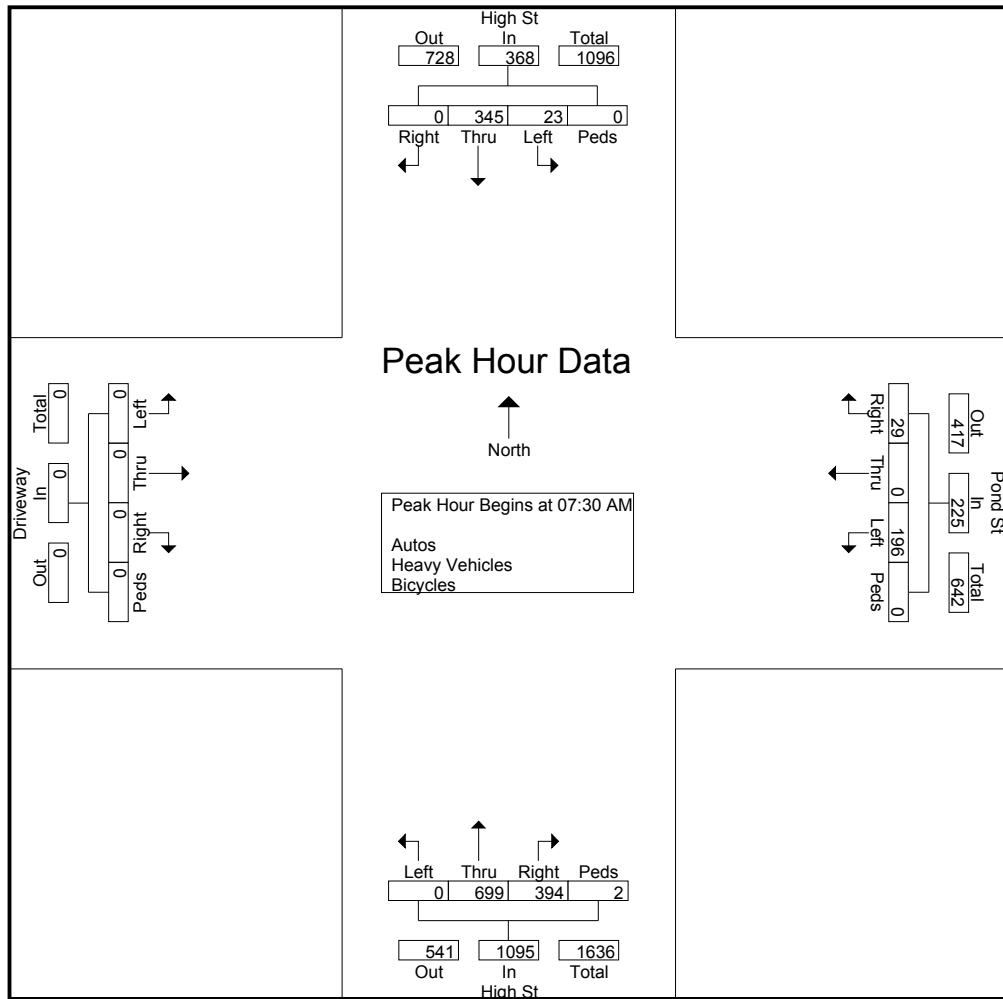 High St
Out In Total
728 368 1096
0 345 23 0
Right Thru Left Peds
Peak Hour Data
North
Peak Hour Begins at 07:30 AM
Autos
Heavy Vehicles
Bicycles
Driveway
Out In Total
0 0 0
0 0 0 0
Left Thru Right Peds
Pond St
Out In Total
417 225 642
29 0 196 0
Right Thru Left Peds
Left Thru Right Peds
0 699 394 2
541 1095 1636
Out In Total
High St